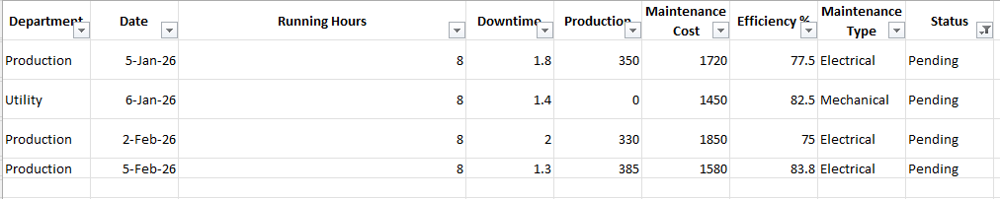 Department Date Running Hours Downtime Production Maintenance Cost Efficiency % Maintenance Type Status
Production 5-Jan-26 8 1.8 350 1720 77.5 Electrical Pending
Utility 6-Jan-26 8 1.4 0 1450 82.5 Mechanical Pending
Production 2-Feb-26 8 2 330 1850 75 Electrical Pending
Production 5-Feb-26 8 1.3 385 1580 83.8 Electrical Pending